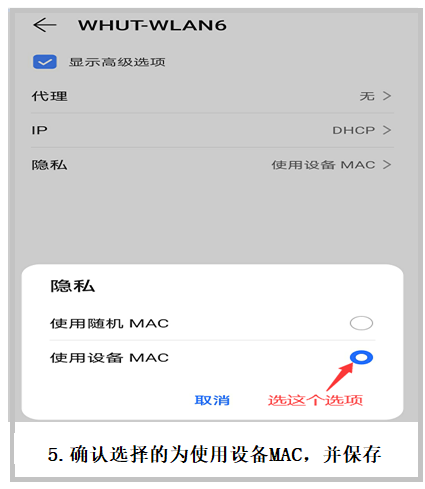 WHUT-WLAN6
显示高级选项
代理 无
IP DHCP
隐私 使用设备 MAC
隐私
使用随机 MAC
使用设备 MAC
取消 选这个选项
5.确认选择的为使用设备MAC，并保存